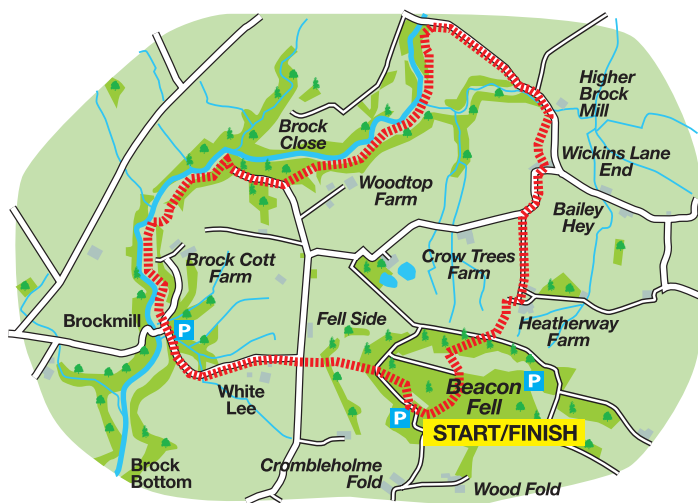 Higher
Brock
Mill
Brock
Close
Wickins Lane
End
Woodtop
Farm
Bailey
Hey
Brock Cott
Farm
Crow Trees
Farm
Brockmill
P
Fell Side
Heatherway
Farm
White
Lee
Beacon
Fell
P
P
START/FINISH
Brock
Bottom
Crombleholme
Fold
Wood Fold